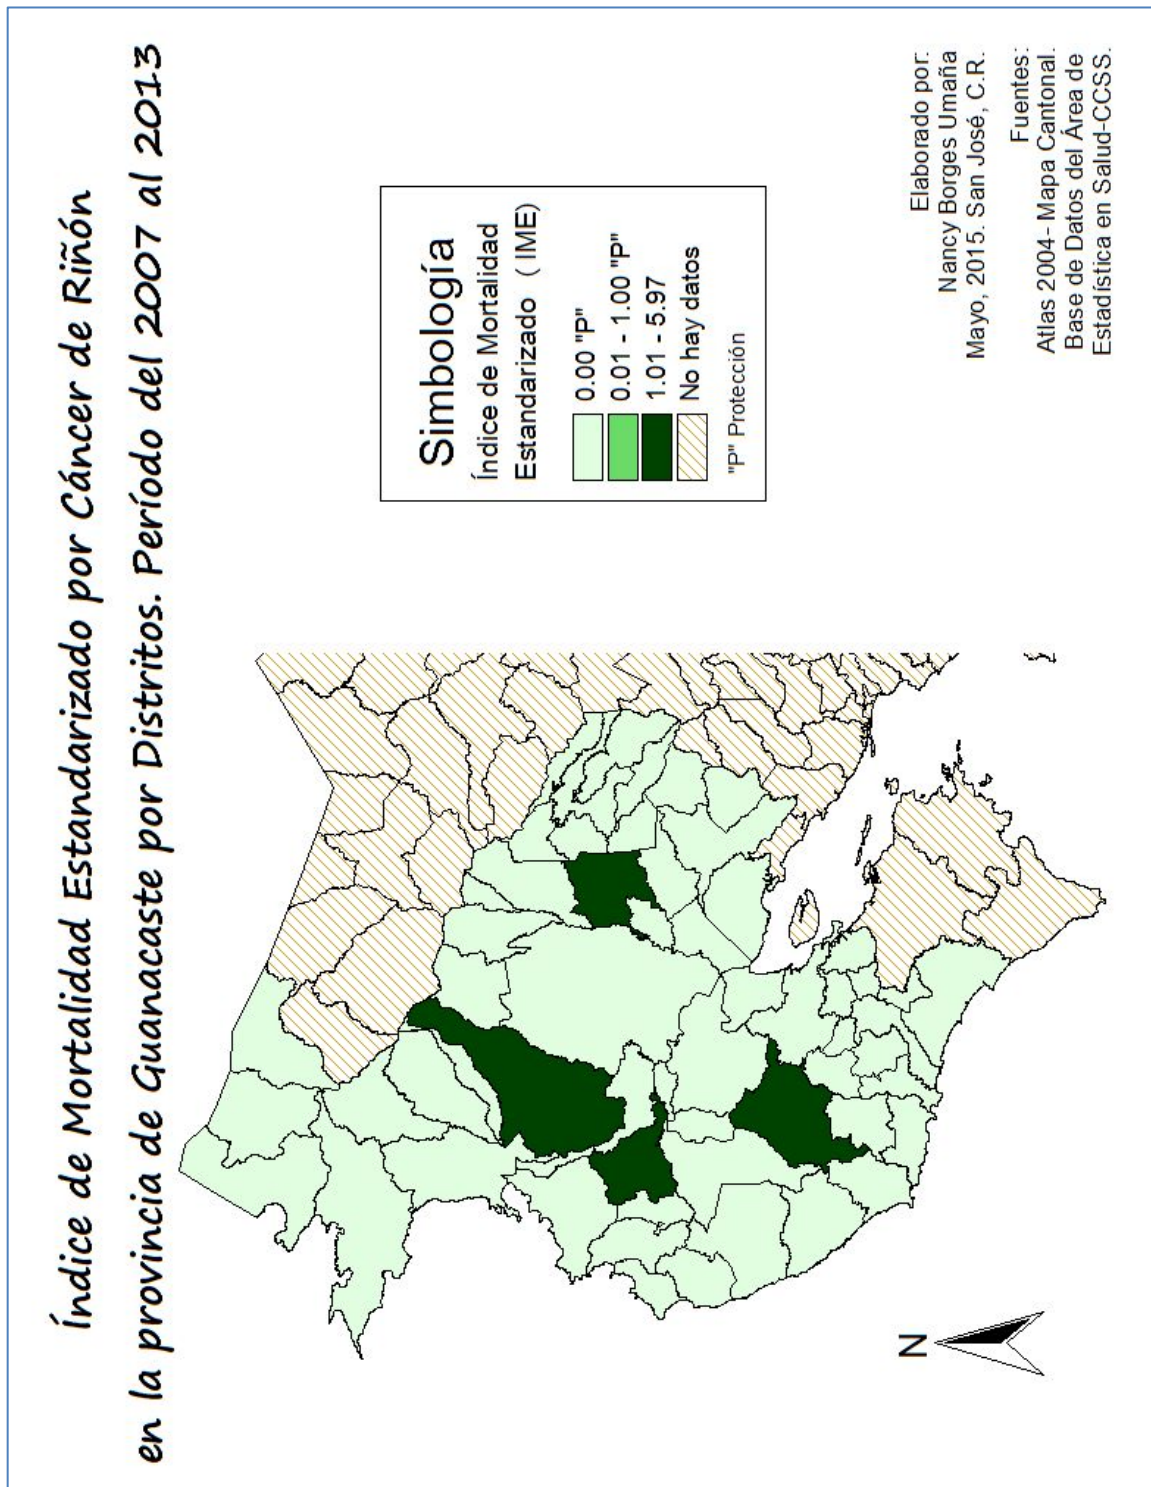 Índice de Mortalidad Estandarizado por Cáncer de Riñón
en la provincia de Guanacaste por Distritos. Período del 2007 al 2013
Simbología
Índice de Mortalidad
Estandarizado ( IME)
0.00 "P"
0.01 - 1.00 "P"
1.01 - 5.97
No hay datos
"P" Protección
N
Elaborado por:
Nancy Borges Umaña
Mayo, 2015. San José, C.R.
Fuentes:
Atlas 2004- Mapa Cantonal.
Base de Datos del Área de
Estadística en Salud-CCSS.